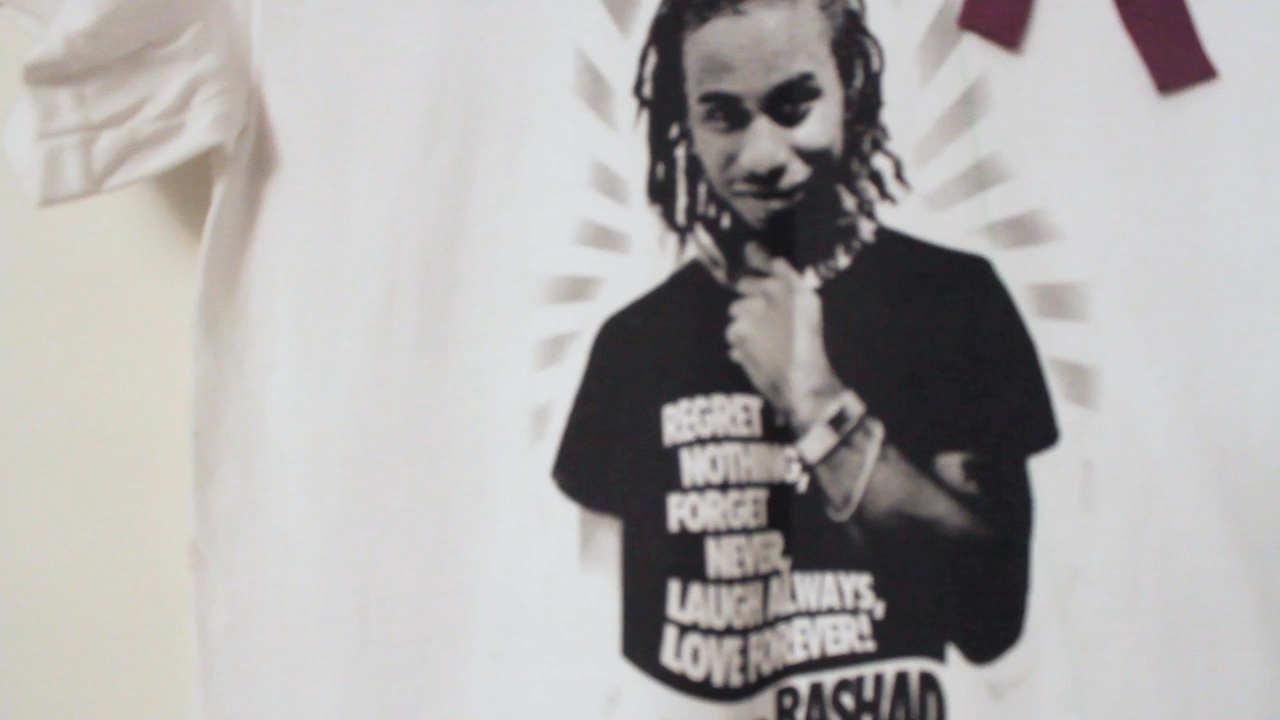 REGRET
NOTHING,
FORGET
NEVER,
LAUGH ALWAYS,
LOVE FOREVER!
RASHAD